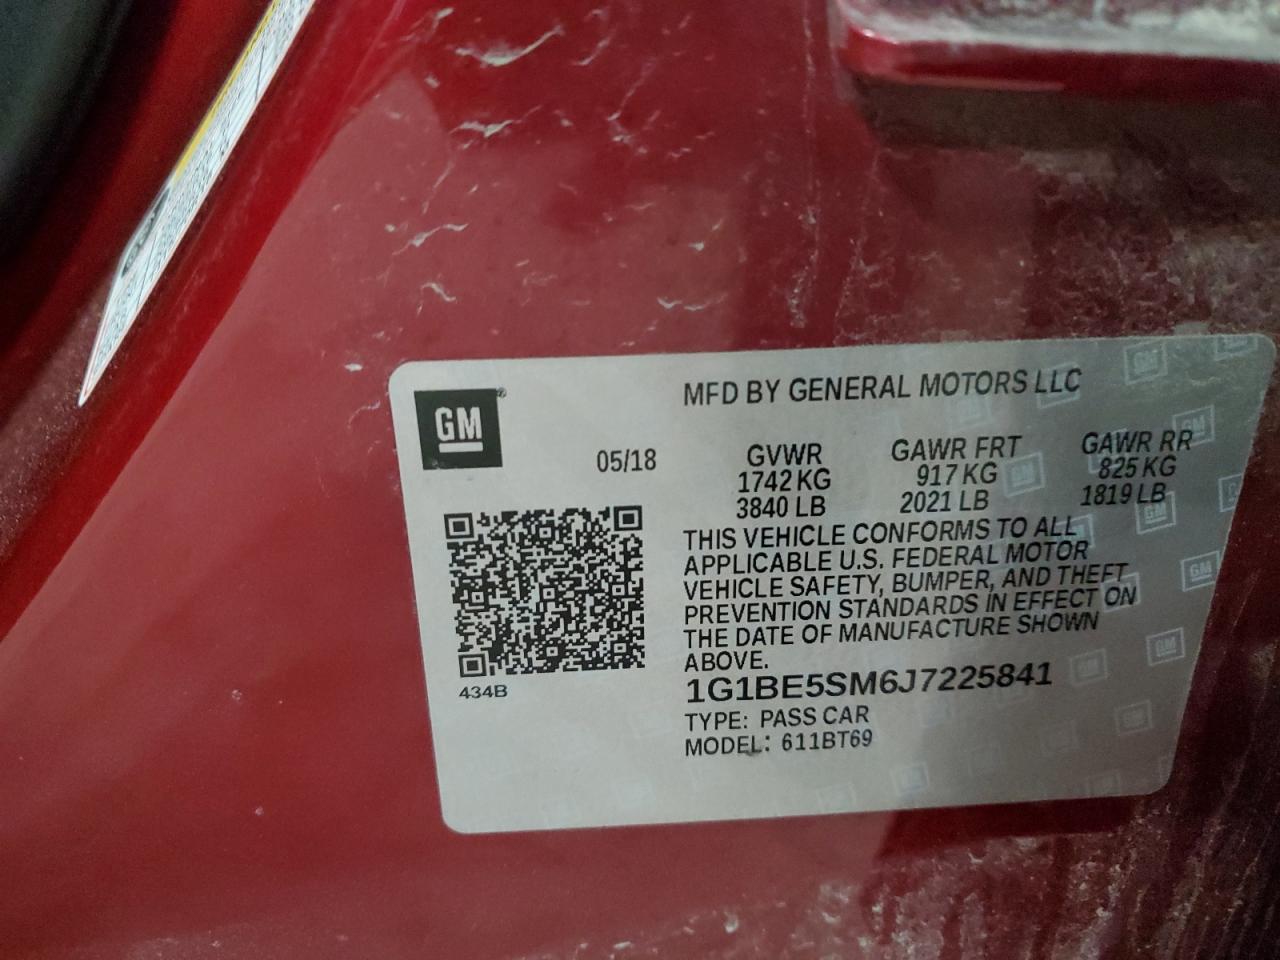 MFD BY GENERAL MOTORS LLC
GM
05/18
GVWR GAWR FRT GAWR RR
1742 KG 917 KG 825 KG
3840 LB 2021 LB 1819 LB
THIS VEHICLE CONFORMS TO ALL
APPLICABLE U.S. FEDERAL MOTOR
VEHICLE SAFETY, BUMPER, AND THEFT
PREVENTION STANDARDS IN EFFECT ON
THE DATE OF MANUFACTURE SHOWN
ABOVE.
434B
1G1BE5SM6J7225841
TYPE: PASS CAR
MODEL: 611BT69